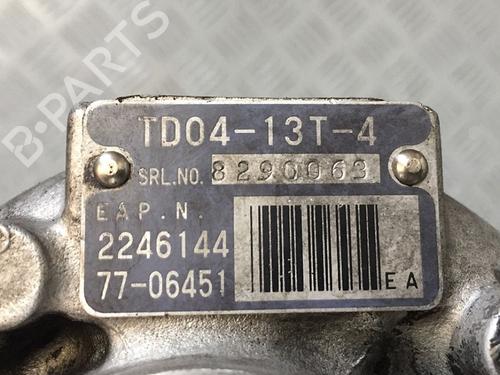 B-PARTS
TD04-13T-4
SRL.NO. 8290063
EAP.N.
2246144
77-06451
EA